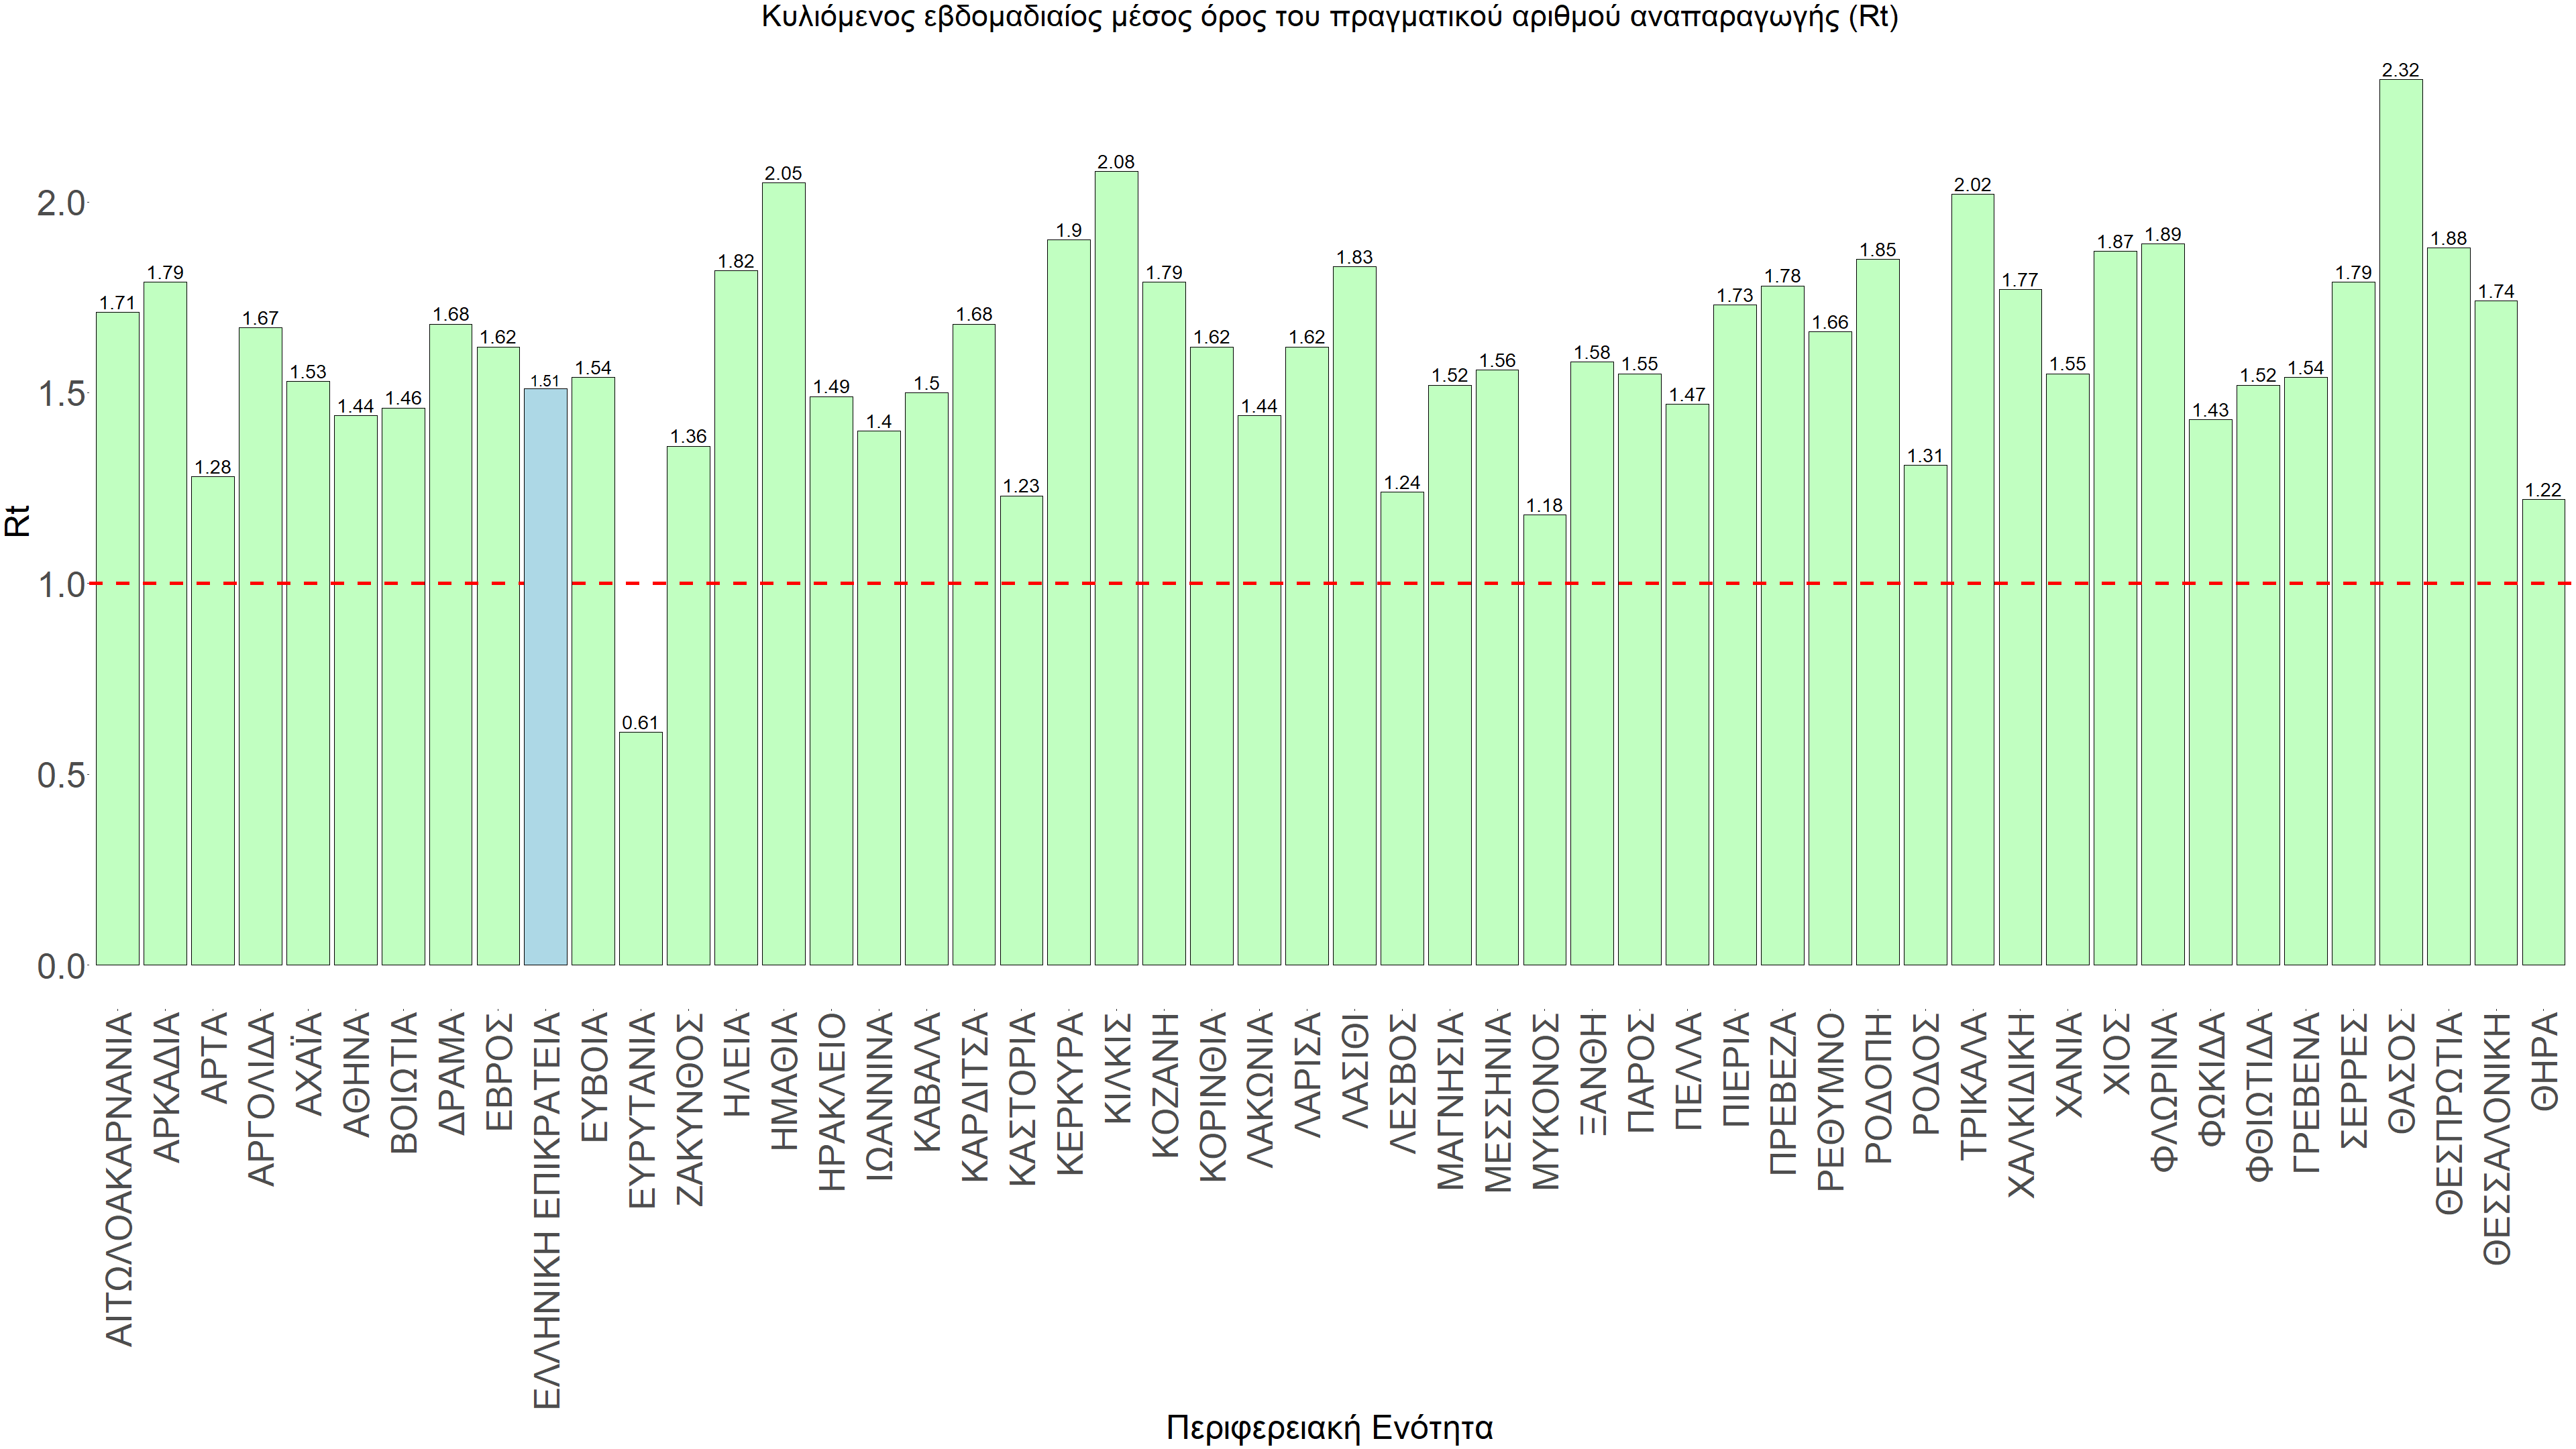 Κυλιόμενος εβδομαδιαίος μέσος όρος του πραγματικού αριθμού αναπαραγωγής (Rt)
Rt
2.0
1.5
1.0
0.5
0.0
1.71
1.79
1.28
1.67
1.53
1.44
1.46
1.68
1.62
1.51
1.54
0.61
1.36
1.82
2.05
1.49
1.4
1.5
1.68
1.23
1.9
2.08
1.79
1.62
1.44
1.62
1.83
1.24
1.52
1.56
1.18
1.58
1.55
1.47
1.73
1.78
1.66
1.85
1.31
2.02
1.77
1.55
1.87
1.89
1.43
1.52
1.54
1.79
2.32
1.88
1.74
1.22
ΑΙΤΩΛΟΑΚΑΡΝΑΝΙΑ
ΑΡΚΑΔΙΑ
ΑΡΤΑ
ΑΡΓΟΛΙΔΑ
ΑΧΑΪΑ
ΑΘΗΝΑ
ΒΟΙΩΤΙΑ
ΔΡΑΜΑ
ΕΒΡΟΣ
ΕΛΛΗΝΙΚΗ ΕΠΙΚΡΑΤΕΙΑ
ΕΥΒΟΙΑ
ΕΥΡΥΤΑΝΙΑ
ΖΑΚΥΝΘΟΣ
ΗΛΕΙΑ
ΗΜΑΘΙΑ
ΗΡΑΚΛΕΙΟ
ΙΩΑΝΝΙΝΑ
ΚΑΒΑΛΑ
ΚΑΡΔΙΤΣΑ
ΚΑΣΤΟΡΙΑ
ΚΕΡΚΥΡΑ
ΚΙΛΚΙΣ
ΚΟΖΑΝΗ
ΚΟΡΙΝΘΙΑ
ΛΑΚΩΝΙΑ
ΛΑΡΙΣΑ
ΛΑΣΙΘΙ
ΛΕΣΒΟΣ
ΜΑΓΝΗΣΙΑ
ΜΕΣΣΗΝΙΑ
ΜΥΚΟΝΟΣ
ΞΑΝΘΗ
ΠΑΡΟΣ
ΠΕΛΛΑ
ΠΙΕΡΙΑ
ΠΡΕΒΕΖΑ
ΡΕΘΥΜΝΟ
ΡΟΔΟΠΗ
ΡΟΔΟΣ
ΤΡΙΚΑΛΑ
ΧΑΛΚΙΔΙΚΗ
ΧΑΝΙΑ
ΧΙΟΣ
ΦΛΩΡΙΝΑ
ΦΩΚΙΔΑ
ΦΘΙΩΤΙΔΑ
ΓΡΕΒΕΝΑ
ΣΕΡΡΕΣ
ΘΑΣΟΣ
ΘΕΣΠΡΩΤΙΑ
ΘΕΣΣΑΛΟΝΙΚΗ
ΘΗΡΑ
Περιφερειακή Ενότητα